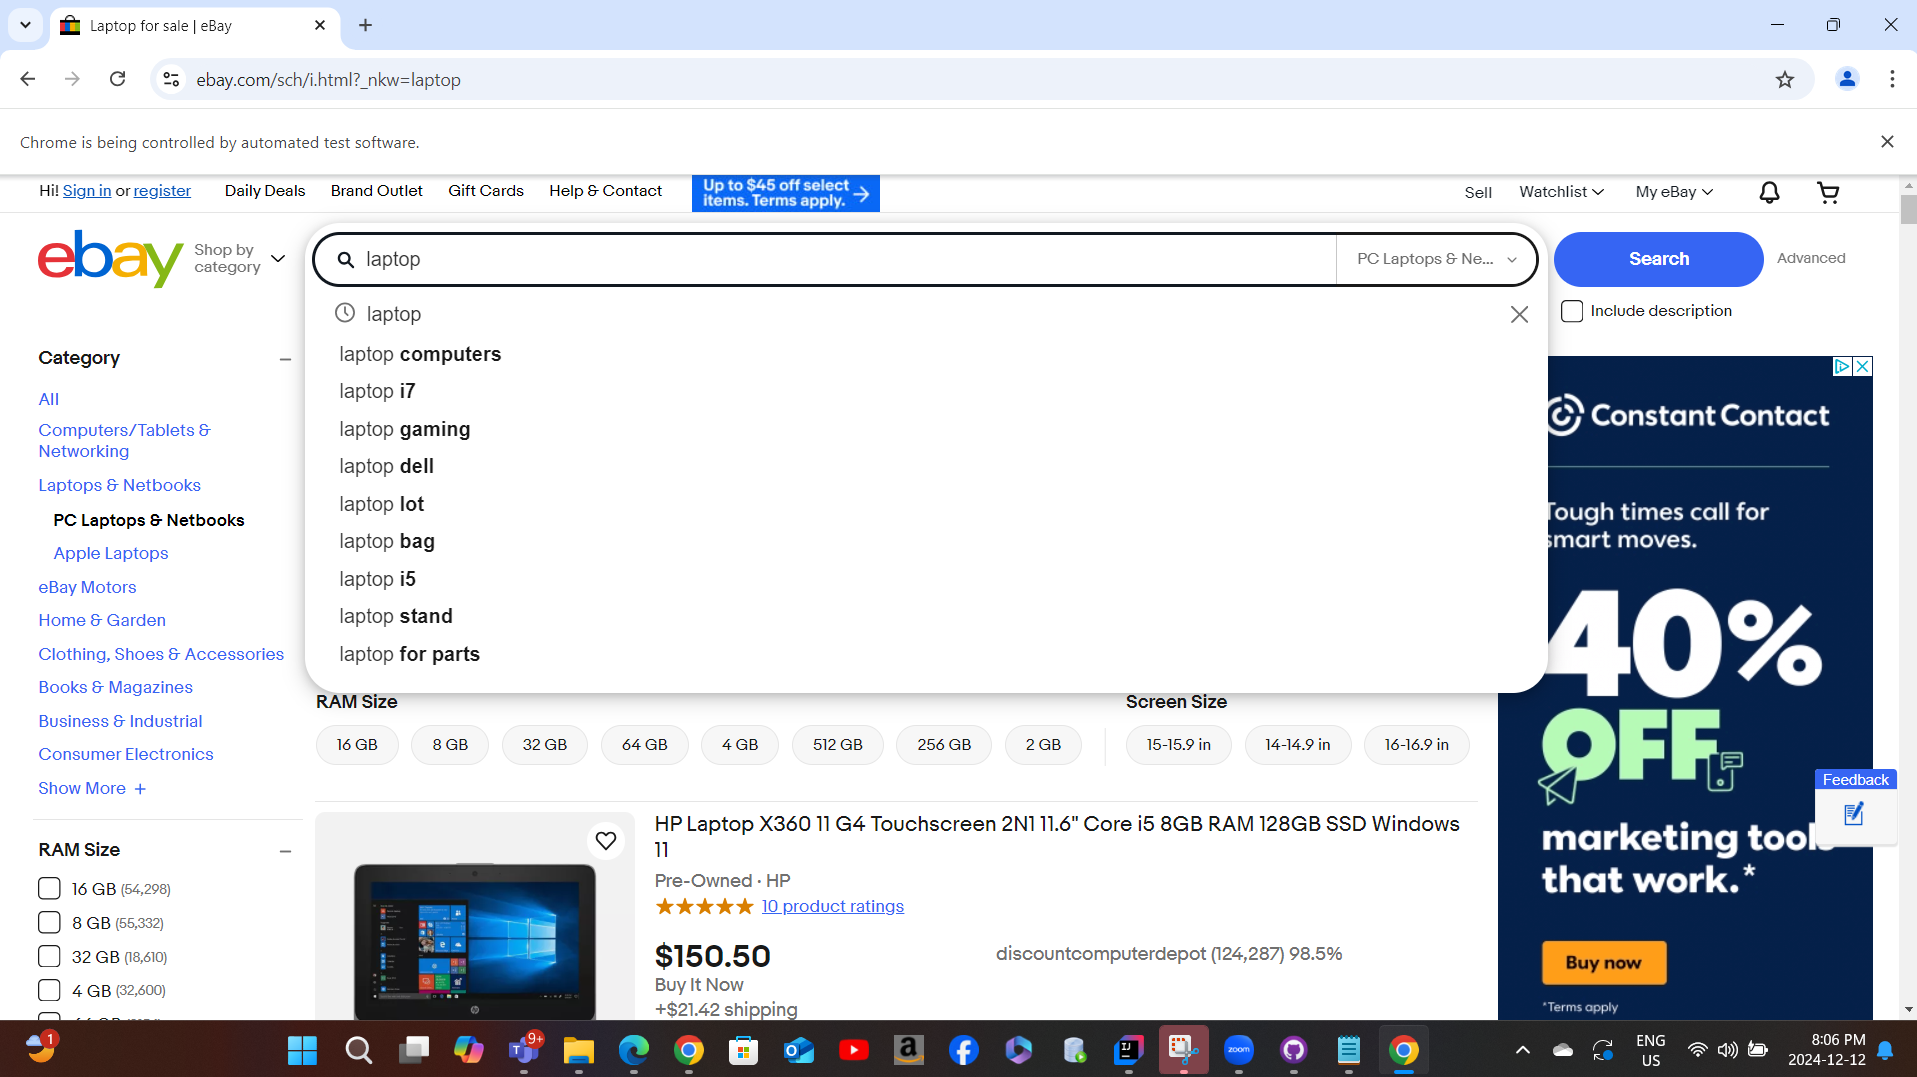 Laptop for sale | eBay
ebay.com/sch/i.html?_nkw=laptop
Chrome is being controlled by automated test software.
Hi! Sign in or register
Daily Deals
Brand Outlet
Gift Cards
Help & Contact
Up to $45 off select
items. Terms apply.
Sell
Watchlist
My eBay
ebay
Shop by
category
laptop
PC Laptops & Ne...
Search
Advanced
Include description
laptop
laptop computers
laptop i7
laptop gaming
laptop dell
laptop lot
laptop bag
laptop i5
laptop stand
laptop for parts
Category
All
Computers/Tablets &
Networking
Laptops & Netbooks
PC Laptops & Netbooks
Apple Laptops
eBay Motors
Home & Garden
Clothing, Shoes & Accessories
Books & Magazines
Business & Industrial
Consumer Electronics
Show More +
RAM Size
16 GB (54,298)
8 GB (55,332)
32 GB (18,610)
4 GB (32,600)
RAM Size
16 GB
8 GB
32 GB
64 GB
4 GB
512 GB
256 GB
2 GB
Screen Size
15-15.9 in
14-14.9 in
16-16.9 in
HP Laptop X360 11 G4 Touchscreen 2N1 11.6" Core i5 8GB RAM 128GB SSD Windows
11
Pre-Owned · HP
10 product ratings
$150.50
Buy It Now
+$21.42 shipping
discountcomputerdepot (124,287) 98.5%
Constant Contact
Tough times call for
smart moves.
40%
OFF
marketing tools
that work.*
Buy now
*Terms apply
Feedback
1
9+
zoom
ENG
US
8:06 PM
2024-12-12